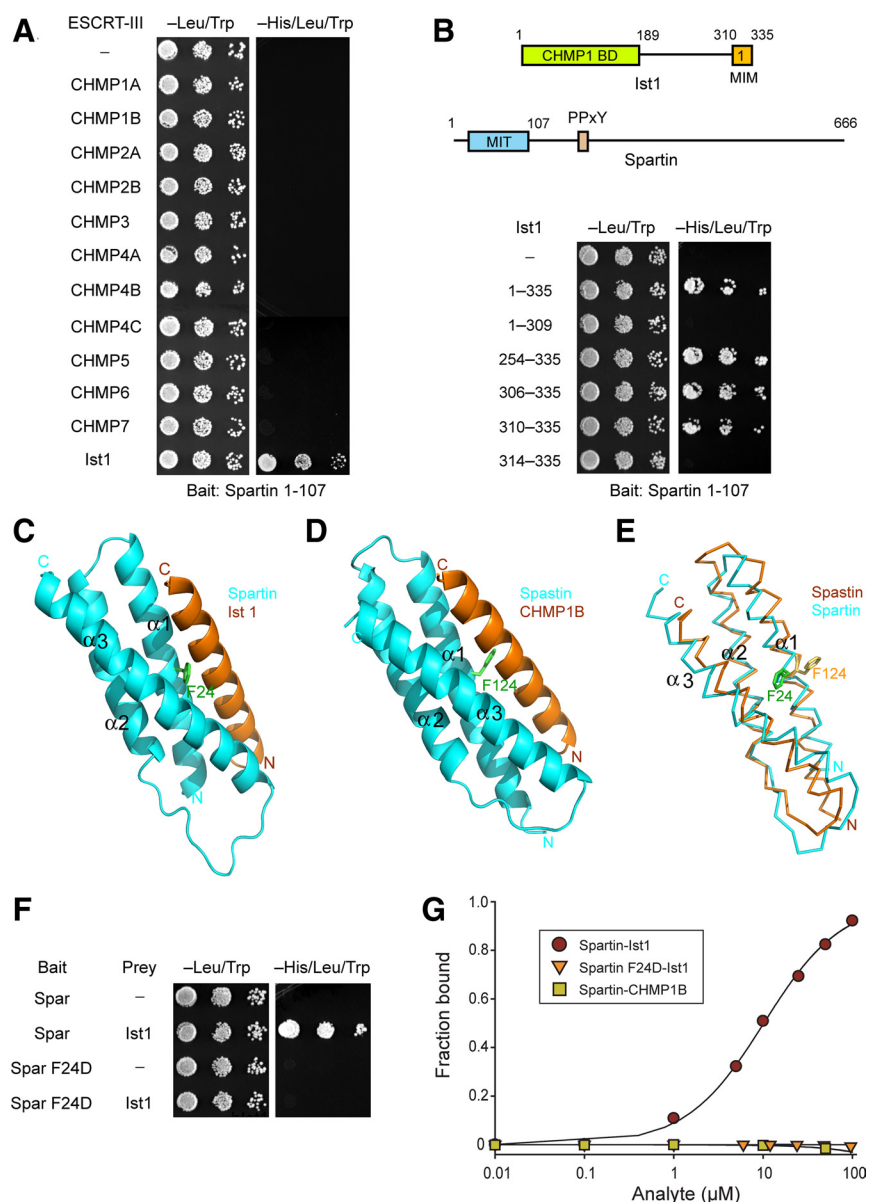 A.
ESCRT-III –Leu/Trp –His/Leu/Trp
–
CHMP1A
CHMP1B
CHMP2A
CHMP2B
CHMP3
CHMP4A
CHMP4B
CHMP4C
CHMP5
CHMP6
CHMP7
Ist1
Bait: Spartin 1-107
B
1 189 310 335
CHMP1 BD 1
Ist1 MIM
PPxY
1 107 666
MIT
Spartin
Ist1 –Leu/Trp –His/Leu/Trp
–
1–335
1–309
254–335
306–335
310–335
314–335
Bait: Spartin 1-107
C
C C
Spartin
Ist 1
α1
α3
F24
α2
N
N
D
C
Spastin
CHMP1B
C
α1
F124
α2 α3
N
N
E
C
C
Spastin
Spartin
α1
α2
α3
F124
F24
N
N
F
Bait Prey –Leu/Trp –His/Leu/Trp
Spar –
Spar Ist1
Spar F24D –
Spar F24D Ist1
G
Fraction bound
1.0
0.8
0.6
0.4
0.2
0
Spartin-Ist1
Spartin F24D-Ist1
Spartin-CHMP1B
0.01 0.1 1 10 100
Analyte (μM)